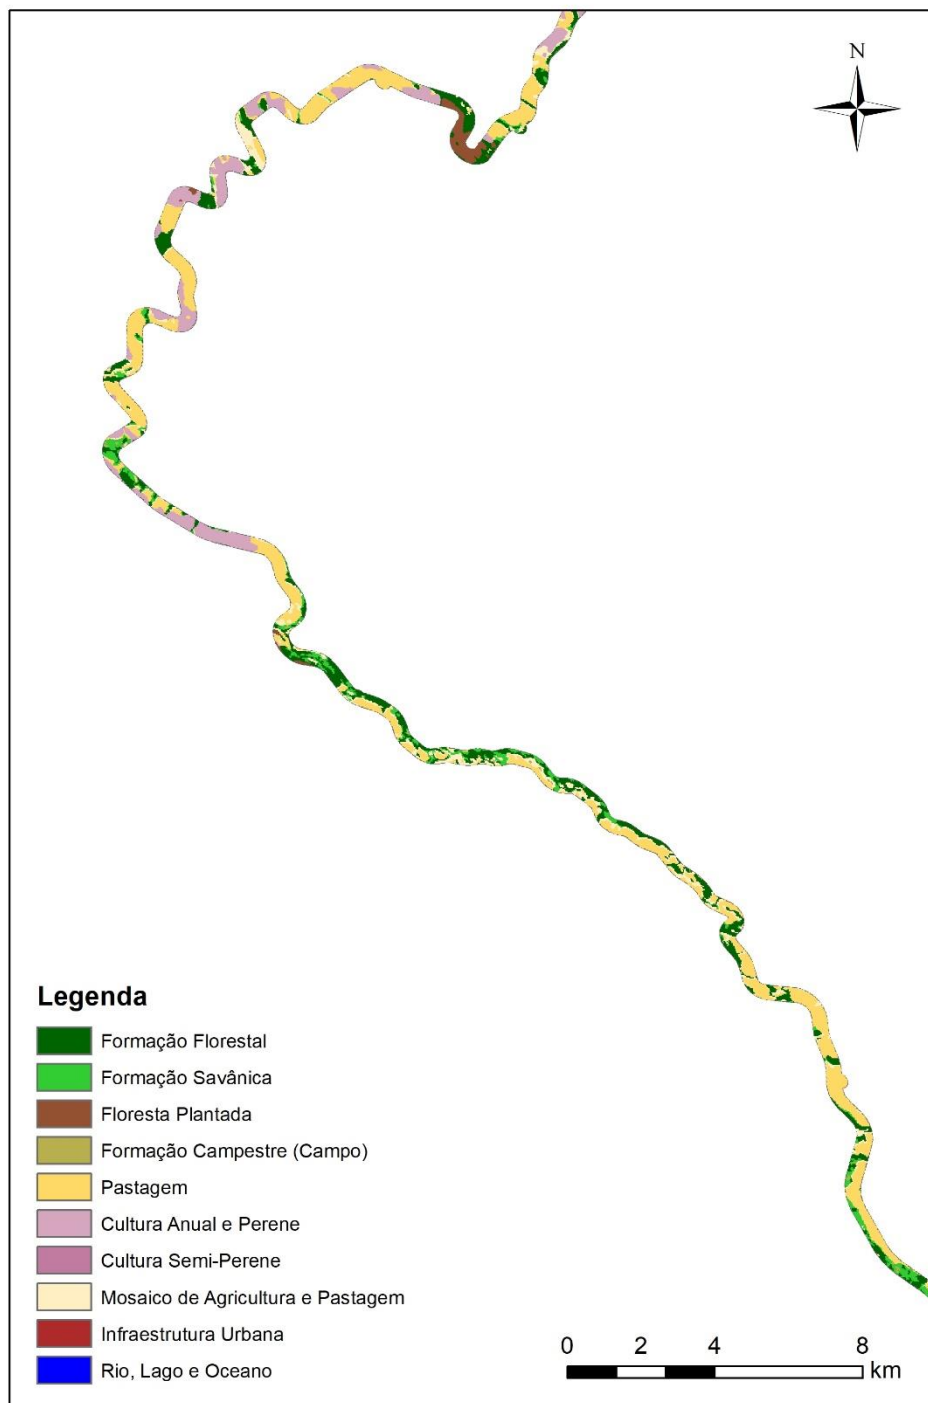 N
Legenda
Formação Florestal
Formação Savânica
Floresta Plantada
Formação Campestre (Campo)
Pastagem
Cultura Anual e Perene
Cultura Semi-Perene
Mosaico de Agricultura e Pastagem
Infraestrutura Urbana
Rio, Lago e Oceano
0 2 4 8
km